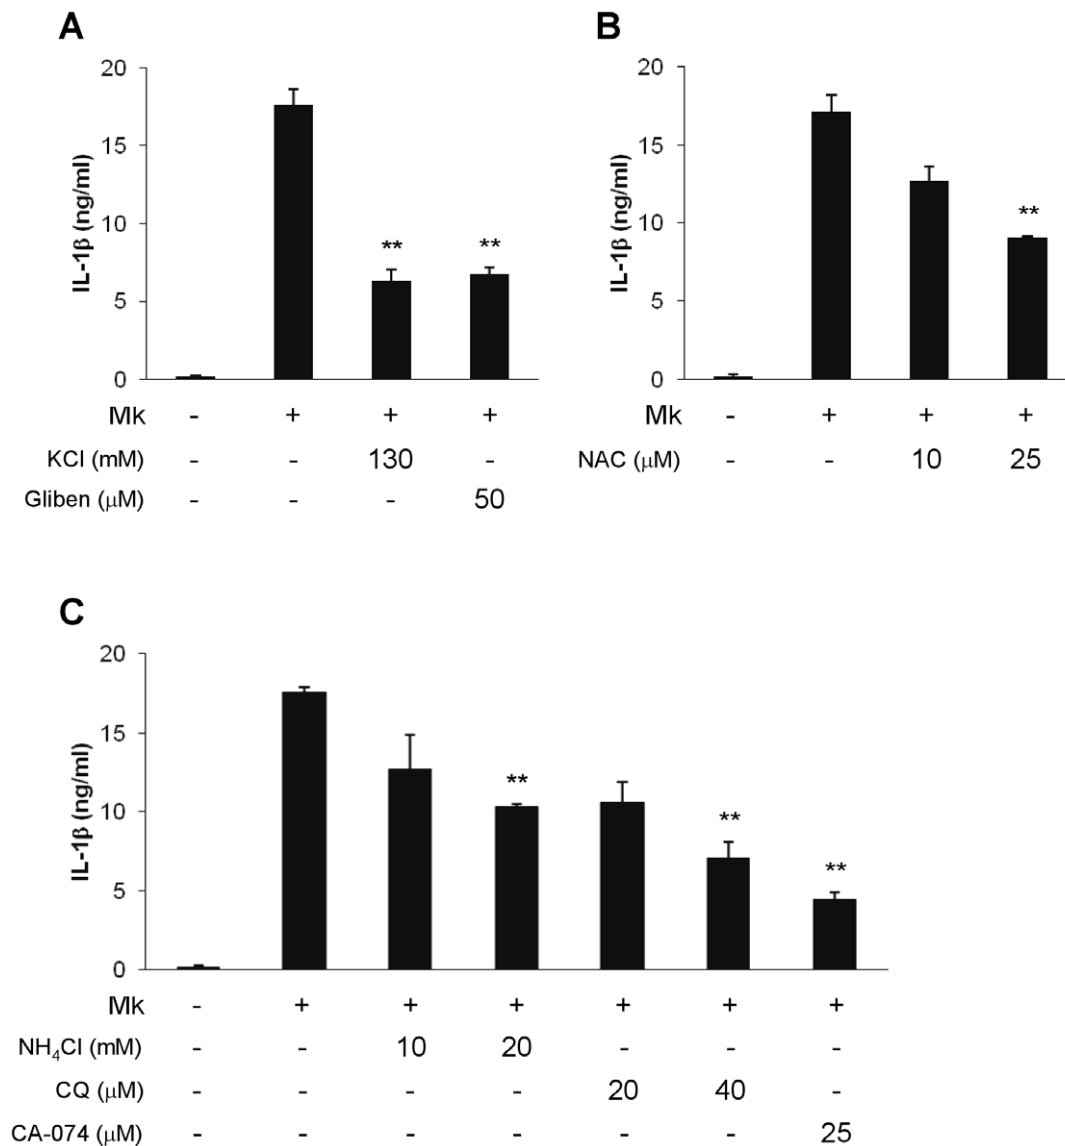 A
IL-1β (ng/ml)
20
15
10
5
0
** **
Mk - + + +
KCl (mM) - - 130 -
Gliben (μM) - - - 50
B
IL-1β (ng/ml)
20
15
10
5
0
**
Mk - + + +
NAC (μM) - - 10 25
C
IL-1β (ng/ml)
20
15
10
5
0
** ** **
Mk - + + + + + +
NH₄Cl (mM) - - 10 20 - - -
CQ (μM) - - - - 20 40 -
CA-074 (μM) - - - - - - 25